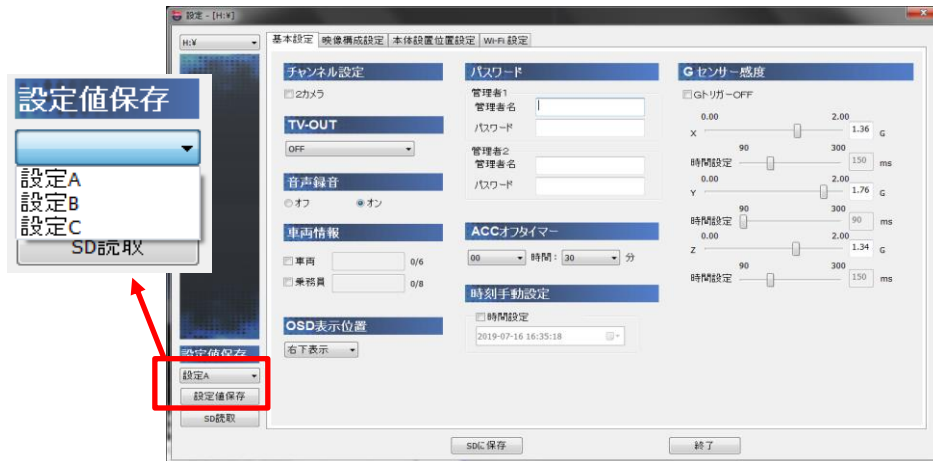 設定 - [H:¥]
H:¥
基本設定 映像構成設定 本体設置位置設定 Wi-Fi 設定
設定値保存
設定A
設定B
設定C
SD読取
チャンネル設定
2カメラ
TV-OUT
OFF
音声録音
オフ オン
車両情報
車両 0/6
乗務員 0/8
OSD表示位置
右下表示
パスワード
管理者1
管理者名
パスワード
管理者2
管理者名
パスワード
ACCオフタイマー
00 時間: 30 分
時刻手動設定
時間設定
2019-07-16 16:35:18
Gセンサー感度
GトリガーOFF
0.00 2.00
X 1.36 G
90 300
時間設定 150 ms
0.00 2.00
Y 1.76 G
90 300
時間設定 90 ms
0.00 2.00
Z 1.34 G
90 300
時間設定 150 ms
設定値保存
設定A
設定値保存
SD読取
SDに保存 終了